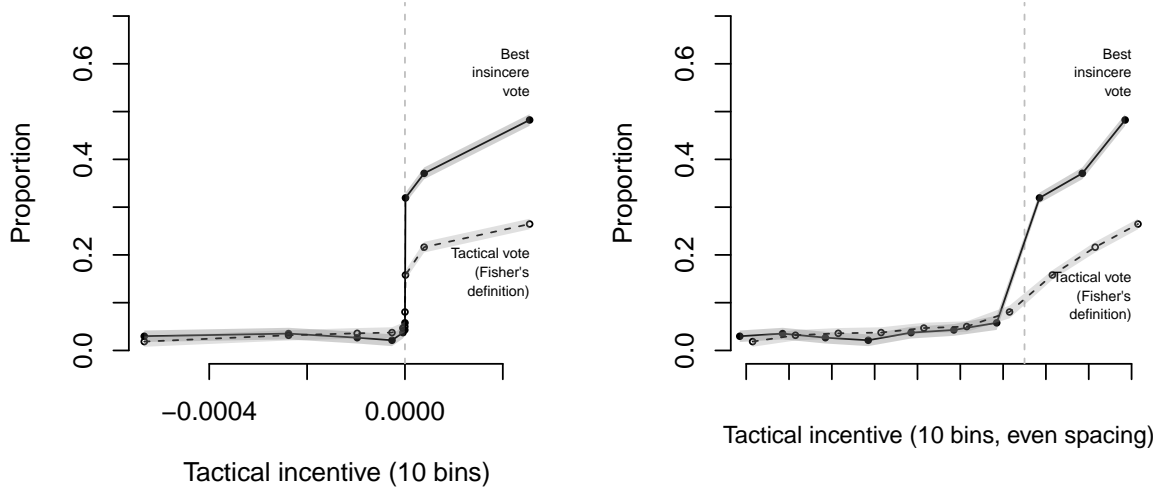 Proportion
0.0
0.2
0.4
0.6
Best
insincere
vote
Tactical vote
(Fisher's
definition)
−0.0004
0.0000
Tactical incentive (10 bins)
Proportion
0.0
0.2
0.4
0.6
Best
insincere
vote
Tactical vote
(Fisher's
definition)
Tactical incentive (10 bins, even spacing)